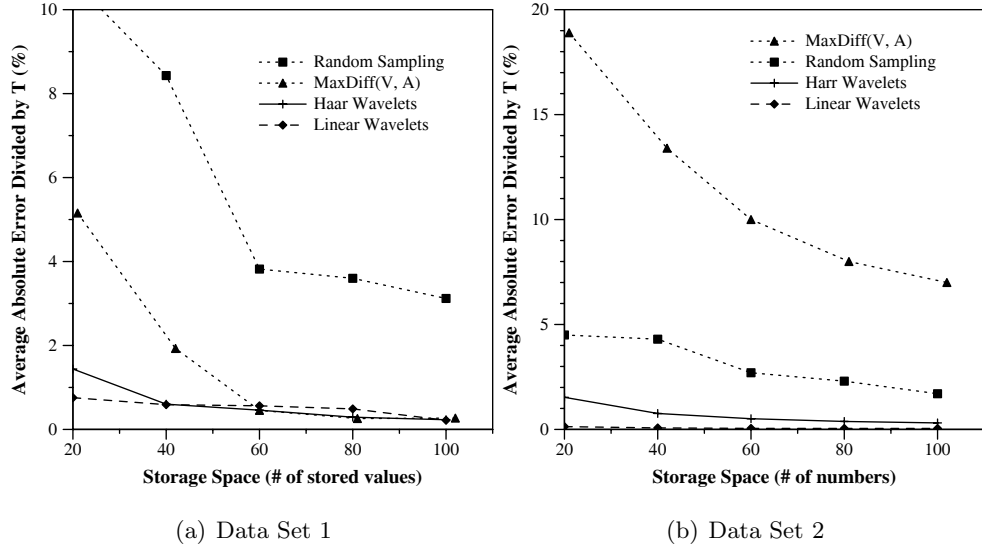 Average Absolute Error Divided by T (%)
10
8
6
4
2
0
Random Sampling
MaxDiff(V, A)
Haar Wavelets
Linear Wavelets
20 40 60 80 100
Storage Space (# of stored values)
(a) Data Set 1
Average Absolute Error Divided by T (%)
20
15
10
5
0
MaxDiff(V, A)
Random Sampling
Harr Wavelets
Linear Wavelets
20 40 60 80 100
Storage Space (# of numbers)
(b) Data Set 2